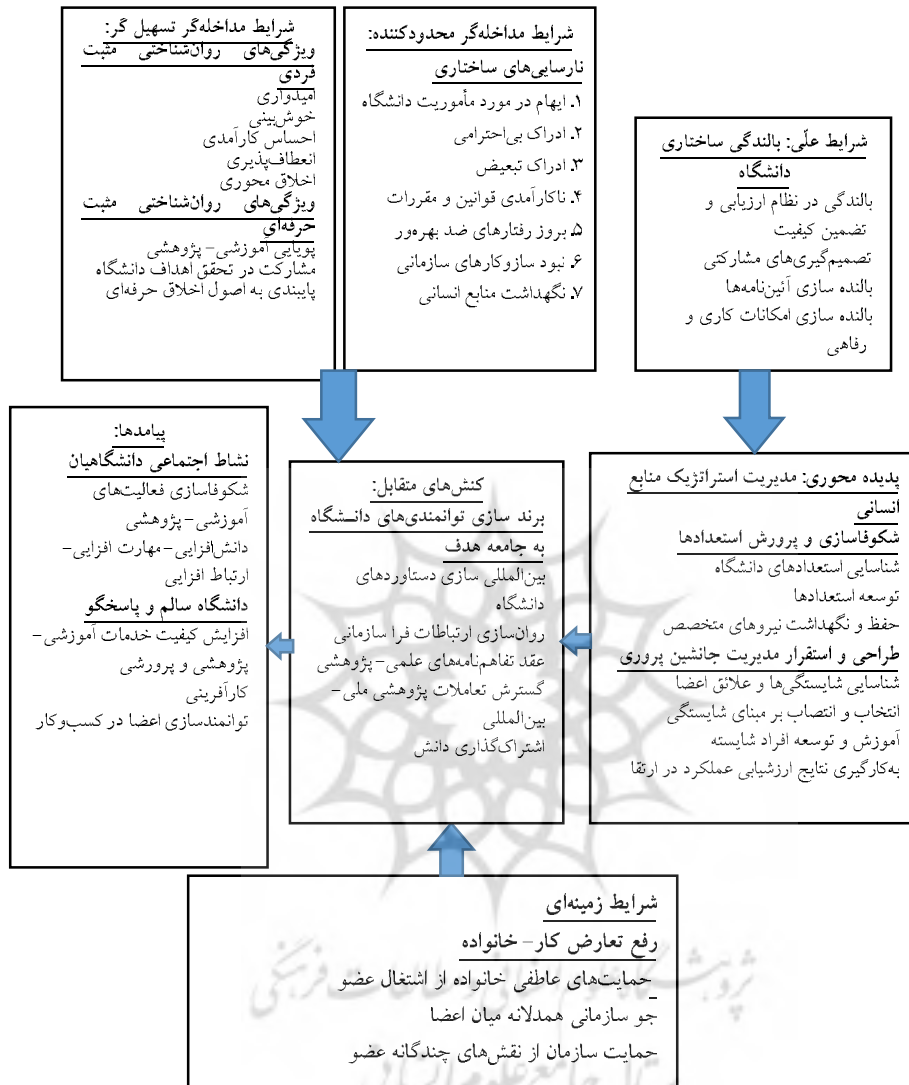 شرایط مداخله‌گر تسهیل گر:
ویژگی‌های روان‌شناختی مثبت
فردی
امیدواری
خوش‌بینی
احساس کارآمدی
انعطاف‌پذیری
اخلاق محوری
ویژگی‌های روان‌شناختی مثبت
حرفه‌ای
پویایی آموزشی- پژوهشی
مشارکت در تحقق اهداف دانشگاه
پایبندی به اصول اخلاق حرفه‌ای
شرایط مداخله‌گر محدودکننده:
نارسایی‌های ساختاری
۱. ابهام در مورد مأموریت دانشگاه
۲. ادراک بی‌احترامی
۳. ادراک تبعیض
۴. ناکارآمدی قوانین و مقررات
۵. بروز رفتارهای ضد بهره‌ور
۶. نبود سازوکارهای سازمانی
۷. نگهداشت منابع انسانی
شرایط علّی: بالندگی ساختاری
دانشگاه
بالندگی در نظام ارزیابی و
تضمین کیفیت
تصمیم‌گیری‌های مشارکتی
بالنده سازی آئین‌نامه‌ها
بالنده سازی امکانات کاری و
رفاهی
پدیده محوری: مدیریت استراتژیک منابع
انسانی
شکوفاسازی و پرورش استعدادها
شناسایی استعدادهای دانشگاه
توسعه استعدادها
حفظ و نگهداشت نیروهای متخصص
طراحی و استقرار مدیریت جانشین پروری
شناسایی شایستگی‌ها و علائق اعضا
انتخاب و انتصاب بر مبنای شایستگی
آموزش و توسعه افراد شایسته
به‌کارگیری نتایج ارزشیابی عملکرد در ارتقا
کنش‌های متقابل:
برند سازی توانمندی‌های دانشگاه
به جامعه هدف
بین‌المللی سازی دستاوردهای
دانشگاه
روان‌سازی ارتباطات فرا سازمانی
عقد تفاهم‌نامه‌های علمی- پژوهشی
گسترش تعاملات پژوهشی ملی-
بین‌المللی
اشتراک‌گذاری دانش
پیامدها:
نشاط اجتماعی دانشگاهیان
شکوفاسازی فعالیت‌های
آموزشی- پژوهشی
دانش‌افزایی- مهارت افزایی-
ارتباط افزایی
دانشگاه سالم و پاسخگو
افزایش کیفیت خدمات آموزشی-
پژوهشی و پرورشی
کارآفرینی
توانمندسازی اعضا در کسب‌وکار
شرایط زمینه‌ای
رفع تعارض کار- خانواده
حمایت‌های عاطفی خانواده از اشتغال عضو
جو سازمانی همدلانه میان اعضا
حمایت سازمان از نقش‌های چندگانه عضو
پژوهشگاه علوم انسانی و مطالعات فرهنگی
پرتال جامع علوم انسانی